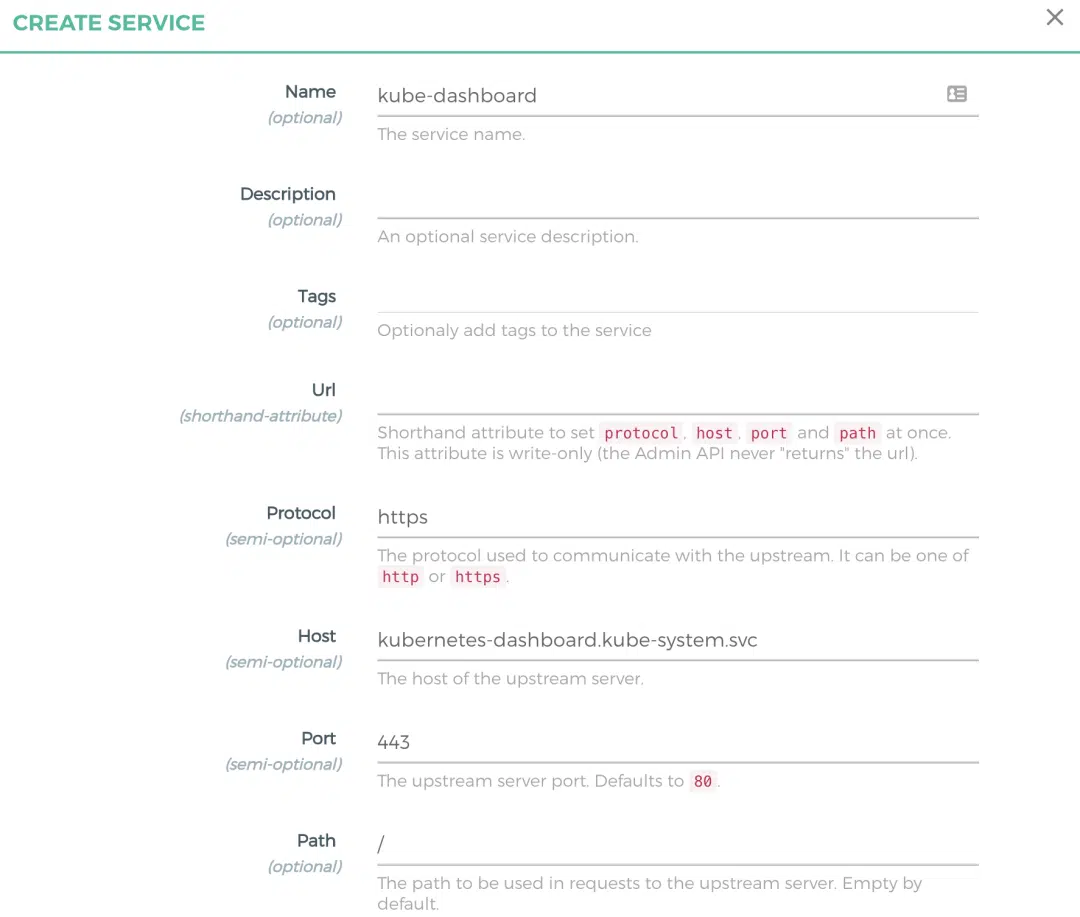 CREATE SERVICE
Name
(optional)
kube-dashboard
The service name.
Description
(optional)
An optional service description.
Tags
(optional)
Optionaly add tags to the service
Url
(shorthand-attribute)
Shorthand attribute to set protocol, host, port and path at once.
This attribute is write-only (the Admin API never "returns" the url).
Protocol
(semi-optional)
https
The protocol used to communicate with the upstream. It can be one of
http or https.
Host
(semi-optional)
kubernetes-dashboard.kube-system.svc
The host of the upstream server.
Port
(semi-optional)
443
The upstream server port. Defaults to 80.
Path
(optional)
/
The path to be used in requests to the upstream server. Empty by
default.